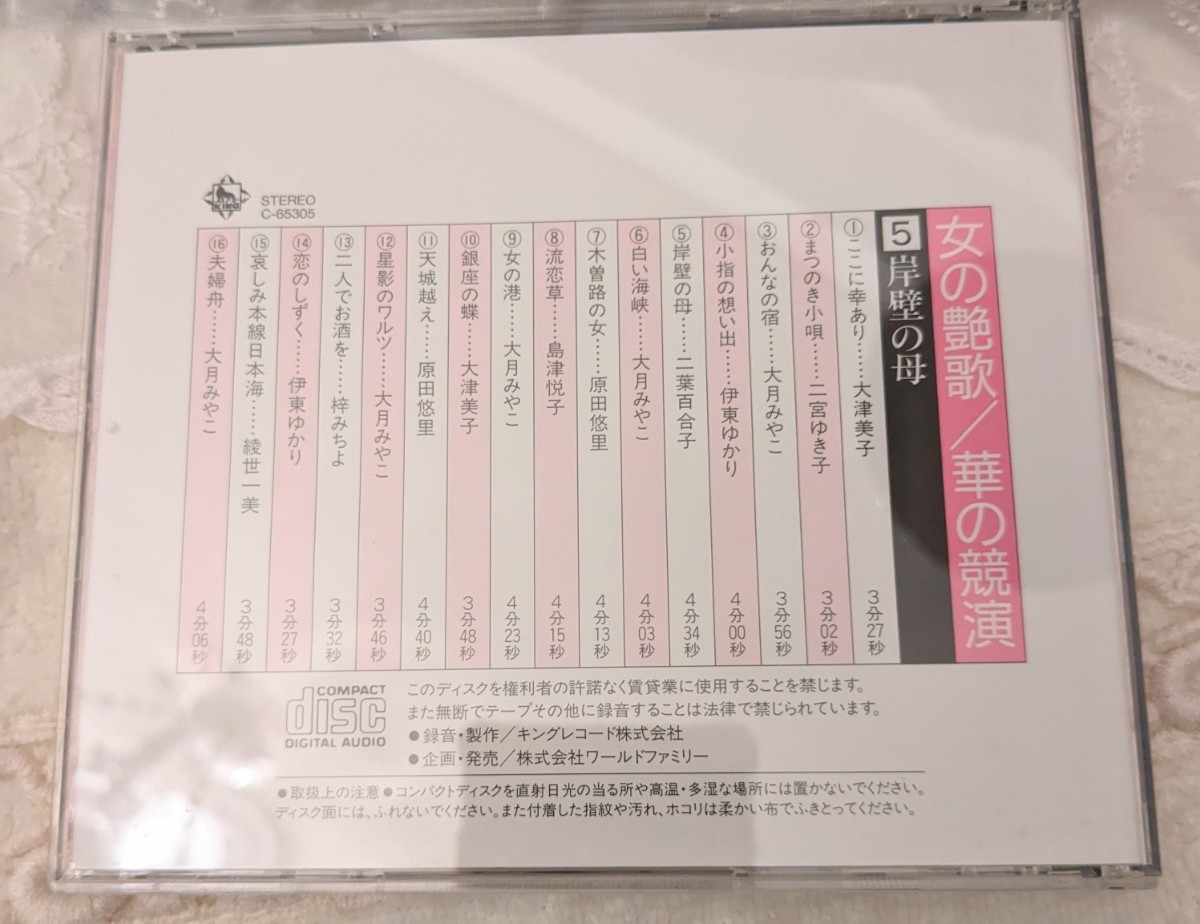 KING
STEREO
C-65305
女の艶歌/華の競演
5 岸壁の母
①ここに幸あり……大津美子 3分27秒
②まつのき小唄……二宮ゆき子 3分02秒
③おんなの宿……大月みやこ 3分56秒
④小指の想い出……伊東ゆかり 4分00秒
⑤岸壁の母……二葉百合子 4分34秒
⑥白い海峡……大月みやこ 4分03秒
⑦木曽路の女……原田悠里 4分13秒
⑧流恋草……島津悦子 4分15秒
⑨女の港……大月みやこ 4分23秒
⑩銀座の蝶……大津美子 3分48秒
⑪天城越え……原田悠里 4分40秒
⑫星影のワルツ……大月みやこ 3分46秒
⑬二人でお酒を……梓みちよ 3分32秒
⑭恋のしずく……伊東ゆかり 3分27秒
⑮哀しみ本線日本海……綾世一美 3分48秒
⑯夫婦舟……大月みやこ 4分06秒
COMPACT
disc
DIGITAL AUDIO
このディスクを権利者の許諾なく賃貸業に使用することを禁じます。
また無断でテープその他に録音することは法律で禁じられています。
●録音・製作/キングレコード株式会社
●企画・発売/株式会社ワールドファミリー
●取扱上の注意●コンパクトディスクを直射日光の当る所や高温・多湿な場所には置かないでください。
ディスク面には、ふれないでください。また付着した指紋や汚れ、ホコリは柔かい布でふきとってください。